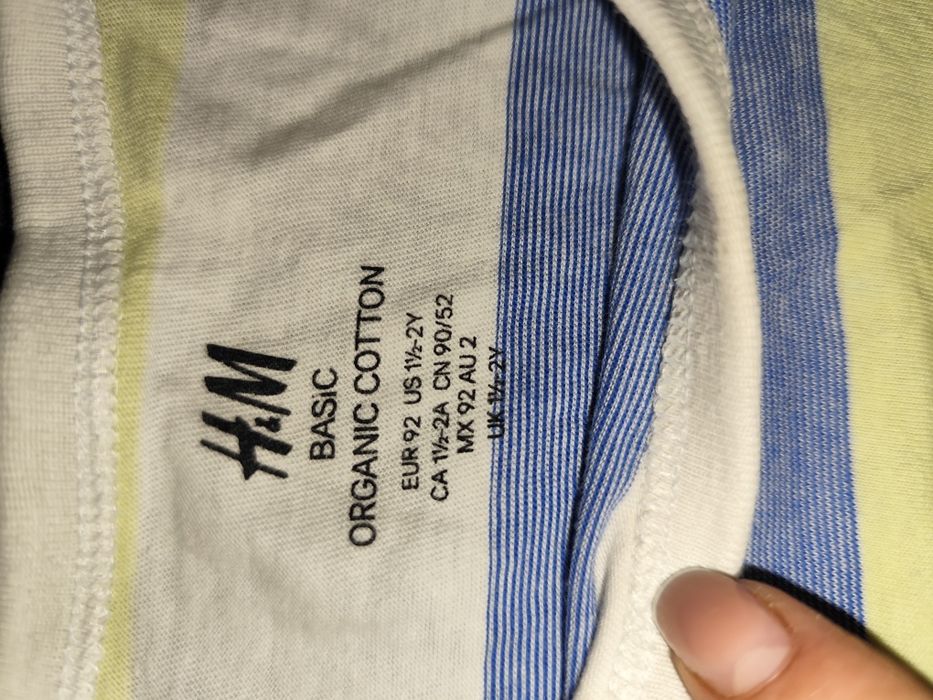 H&M
BASIC
ORGANIC COTTON
EUR 92 US 1½-2Y
CA 1½-2A CN 90/52
MX 92 AU 2
UK 1½-2Y